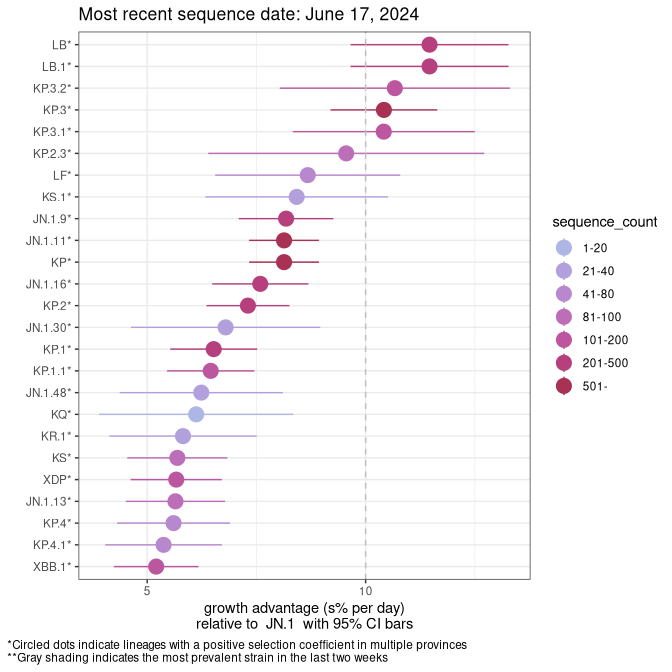 Most recent sequence date: June 17, 2024
LB*
LB.1*
KP.3.2*
KP.3*
KP.3.1*
KP.2.3*
LF*
KS.1*
JN.1.9*
JN.1.11*
KP*
JN.1.16*
KP.2*
JN.1.30*
KP.1*
KP.1.1*
JN.1.48*
KQ*
KR.1*
KS*
XDP*
JN.1.13*
KP.4*
KP.4.1*
XBB.1*
5 10
growth advantage (s% per day)
relative to JN.1 with 95% CI bars
sequence_count
1-20
21-40
41-80
81-100
101-200
201-500
501-
*Circled dots indicate lineages with a positive selection coefficient in multiple provinces
**Gray shading indicates the most prevalent strain in the last two weeks